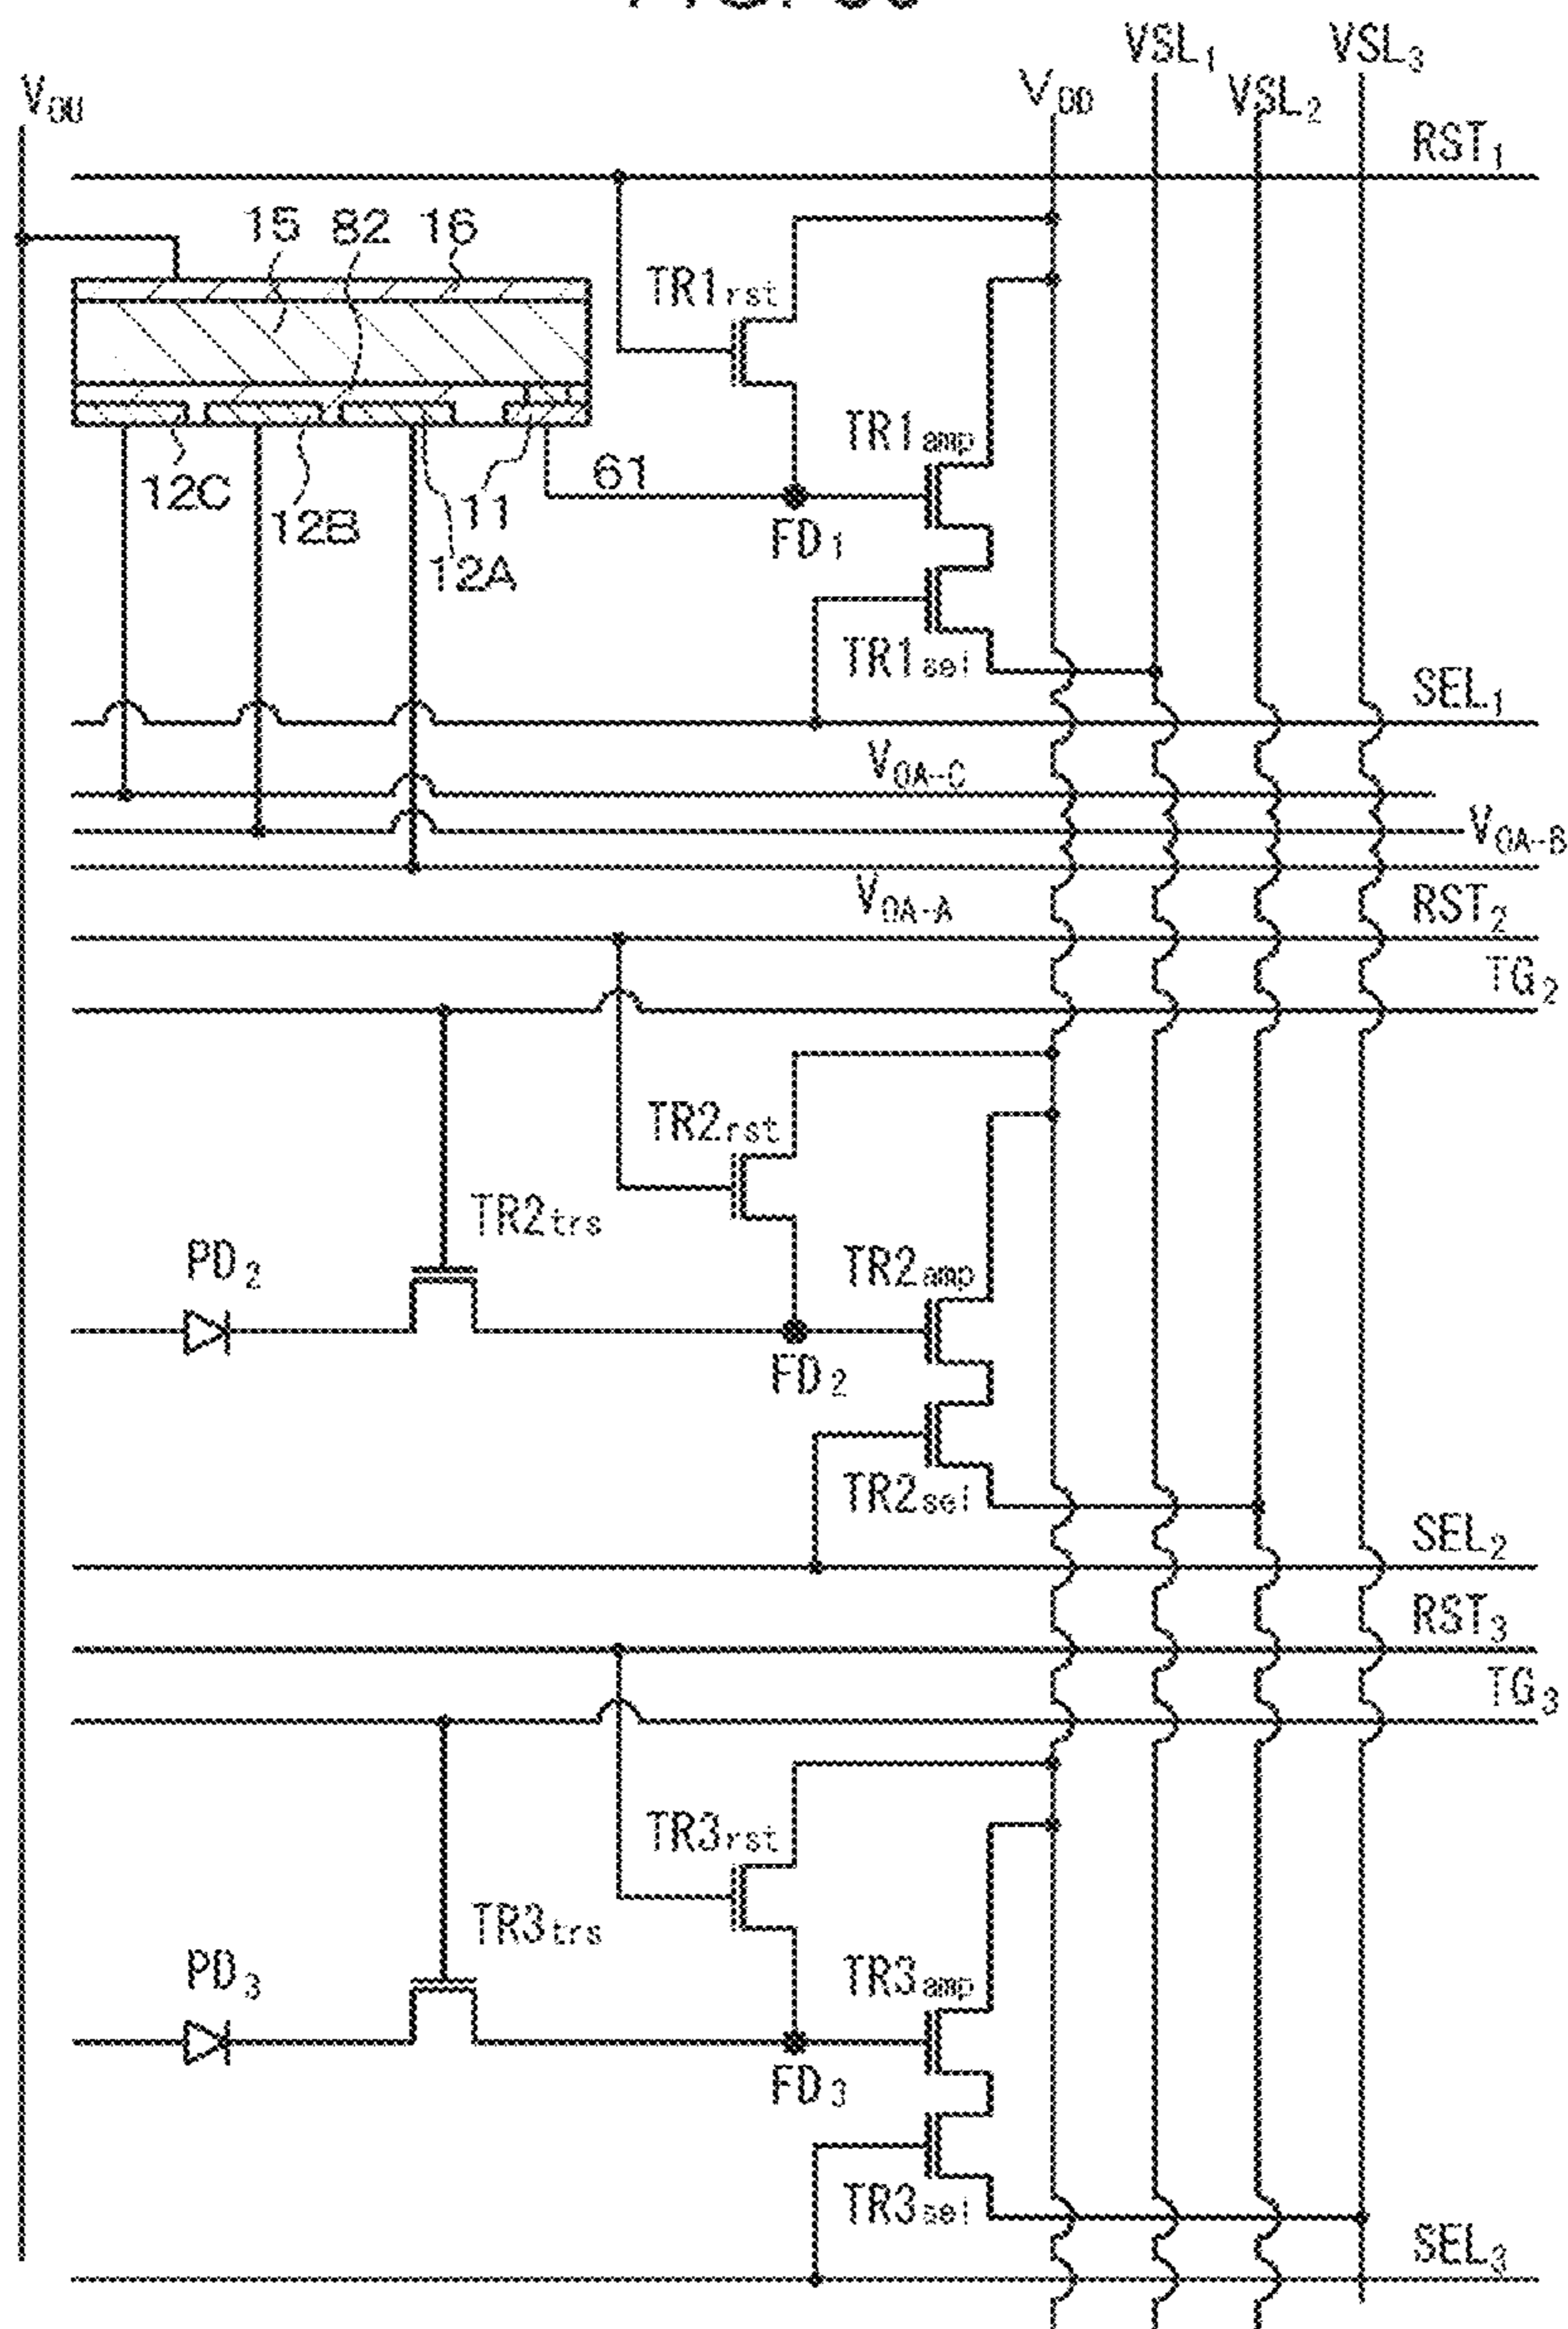 VOU
VDD
VSL1
VSL2
VSL3
RST1
15 82 16
TR1rst
TR1amp
61
12C
12B
11
12A
FD1
TR1sel
SEL1
VOA-C
VOA-B
VOA-A
RST2
TG2
TR2rst
TR2trs
PD2
TR2amp
FD2
TR2sel
SEL2
RST3
TG3
TR3rst
TR3trs
PD3
TR3amp
FD3
TR3sel
SEL3